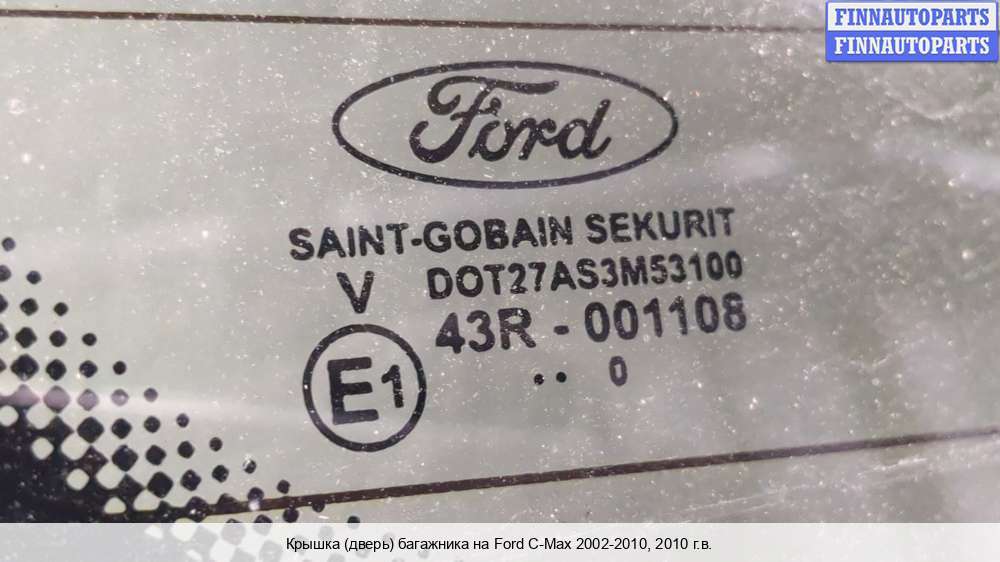 FINNAUTOPARTS
FINNAUTOPARTS
Ford
SAINT-GOBAIN SEKURIT
V DOT27AS3M53100
43R - 001108
E1 .. 0
Крышка (дверь) багажника на Ford C-Max 2002-2010, 2010 г.в.